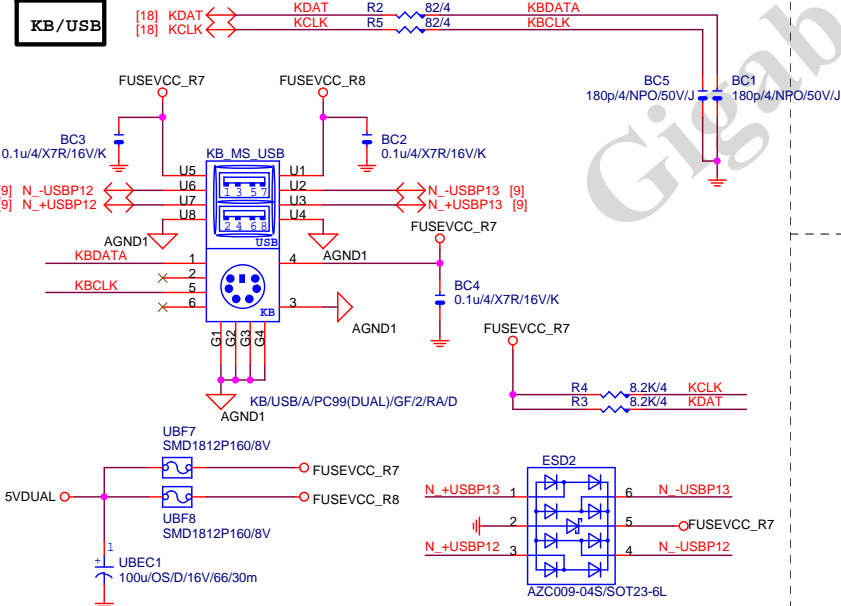 KB/USB
[18] KDAT KDAT R2 82/4 KBDATA
[18] KCLK KCLK R5 82/4 KBCLK
Gigab
BC5 BC1
180p/4/NPO/50V/J 180p/4/NPO/50V/J
FUSEVCC_R7 FUSEVCC_R8
BC3 BC2
0.1u/4/X7R/16V/K 0.1u/4/X7R/16V/K
KB_MS_USB
U5 U1
9] N_-USBP12 U6 1 3 5 7 U2 N_-USBP13 [9]
9] N_+USBP12 U7 U3 N_+USBP13 [9]
U8 2 4 6 8 U4
USB
FUSEVCC_R7
AGND1 AGND1
KBDATA 1 4
2
KBCLK 5
6 KB 3
BC4
0.1u/4/X7R/16V/K
AGND1
G1 G2 G3 G4
FUSEVCC_R7
KB/USB/A/PC99(DUAL)/GF/2/RA/D
AGND1
R4 8.2K/4 KCLK
R3 8.2K/4 KDAT
UBF7
SMD1812P160/8V
FUSEVCC_R7
5VDUAL FUSEVCC_R8
UBF8
SMD1812P160/8V
+ 1
UBEC1
100u/OS/D/16V/66/30m
ESD2
N_+USBP13 1 6 N_-USBP13
2 5 FUSEVCC_R7
N_+USBP12 3 4 N_-USBP12
AZC009-04S/SOT23-6L